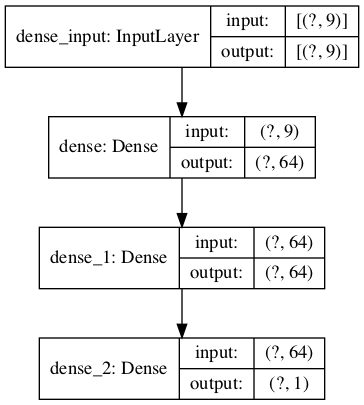 dense_input: InputLayer
input: [(?, 9)]
output: [(?, 9)]
dense: Dense
input: (?, 9)
output: (?, 64)
dense_1: Dense
input: (?, 64)
output: (?, 64)
dense_2: Dense
input: (?, 64)
output: (?, 1)